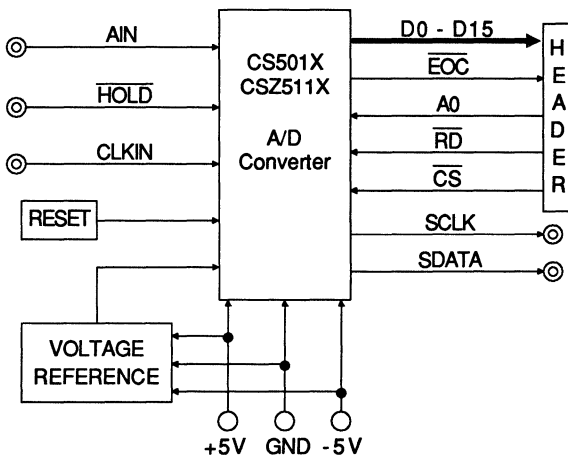 AIN
HOLD
CLKIN
RESET
VOLTAGE
REFERENCE
CS501X
CSZ511X
A/D
Converter
D0 - D15
EOC
A0
RD
CS
SCLK
SDATA
HEADER
+5V GND -5V